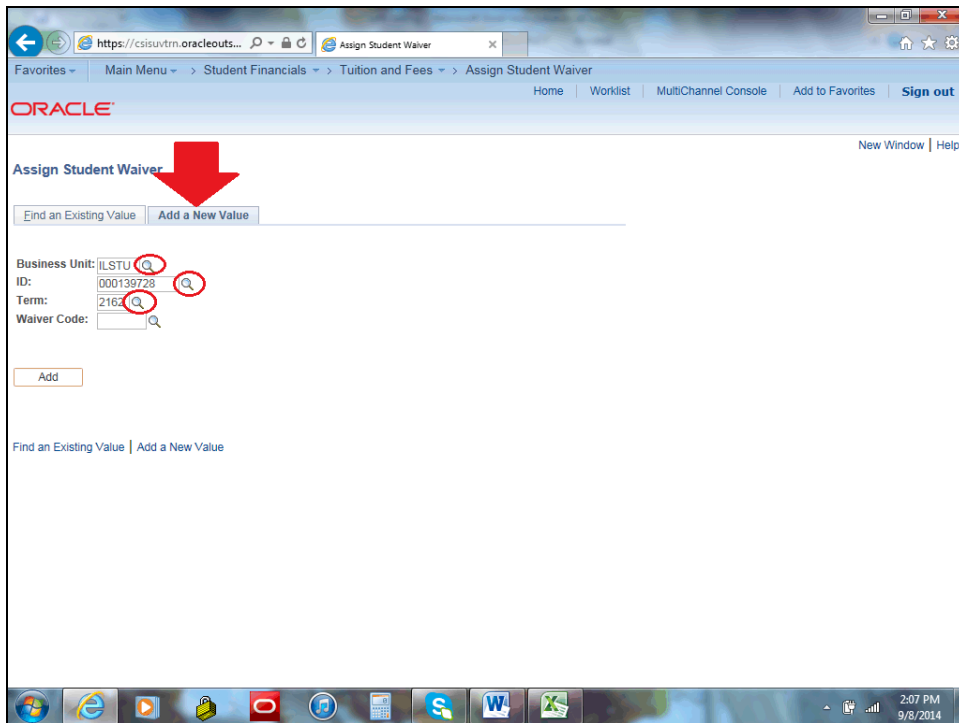 https://csisuvtrn.oracleouts...
Assign Student Waiver
Favorites
Main Menu > Student Financials > Tuition and Fees > Assign Student Waiver
Home | Worklist | MultiChannel Console | Add to Favorites | Sign out
ORACLE
New Window | Help
Assign Student Waiver
Find an Existing Value
Add a New Value
Business Unit: ILSTU
ID: 000139728
Term: 2162
Waiver Code:
Add
Find an Existing Value | Add a New Value
2:07 PM
9/8/2014